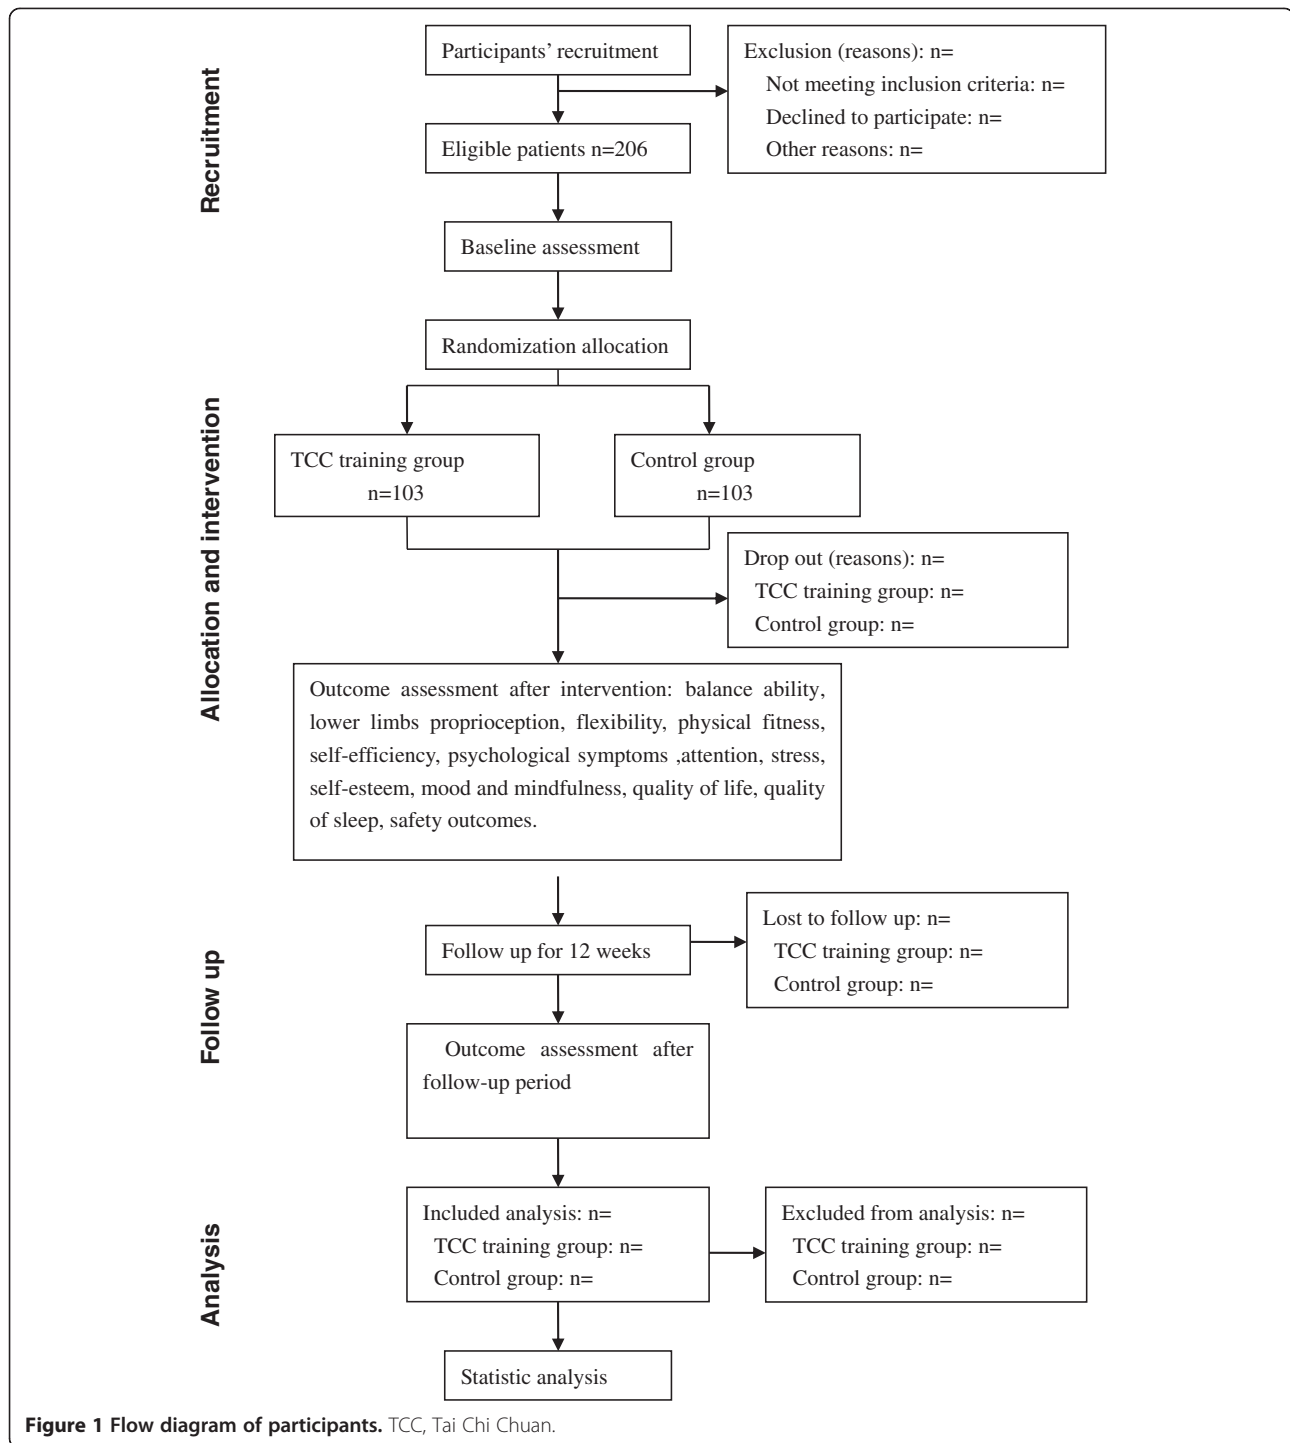 Recruitment
Participants' recruitment
Exclusion (reasons): n=
Not meeting inclusion criteria: n=
Declined to participate: n=
Other reasons: n=
Eligible patients n=206
Baseline assessment
Randomization allocation
Allocation and intervention
TCC training group
n=103
Control group
n=103
Drop out (reasons): n=
TCC training group: n=
Control group: n=
Outcome assessment after intervention: balance ability,
lower limbs proprioception, flexibility, physical fitness,
self-efficiency, psychological symptoms ,attention, stress,
self-esteem, mood and mindfulness, quality of life, quality
of sleep, safety outcomes.
Follow up
Follow up for 12 weeks
Lost to follow up: n=
TCC training group: n=
Control group: n=
Outcome assessment after
follow-up period
Analysis
Included analysis: n=
TCC training group: n=
Control group: n=
Excluded from analysis: n=
TCC training group: n=
Control group: n=
Statistic analysis
Figure 1 Flow diagram of participants. TCC, Tai Chi Chuan.